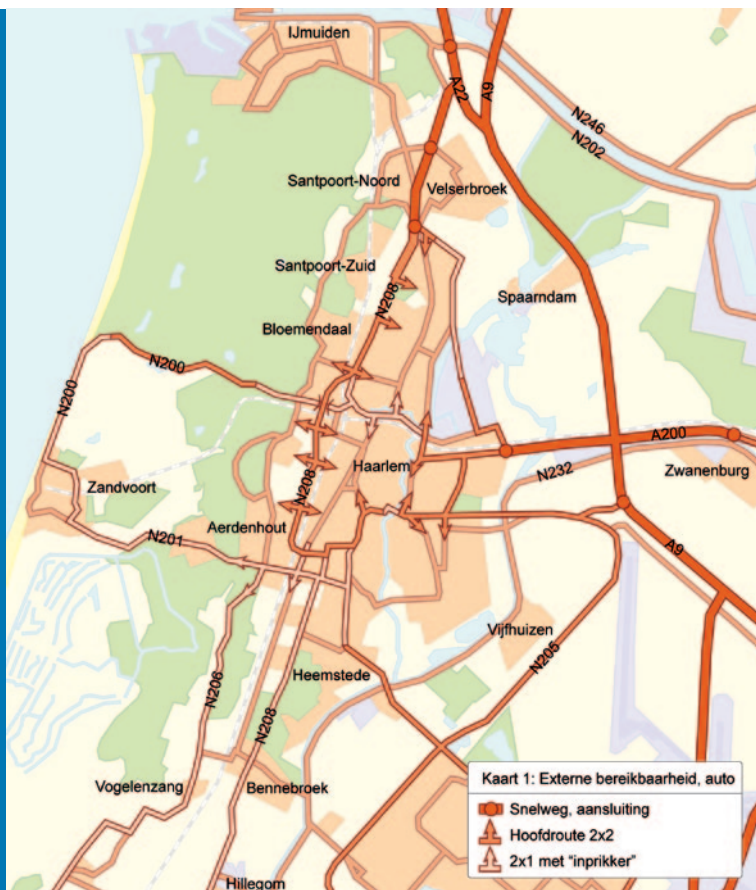 IJmuiden
A22
A9
N246
N202
Santpoort-Noord
Velserbroek
Santpoort-Zuid
N208
Spaarndam
Bloemendaal
N200
N200
A200
Haarlem
N232
Zwanenburg
Zandvoort
N208
Aerdenhout
N201
A9
Vijfhuizen
N205
Heemstede
N206
N208
Vogelenzang
Bennebroek
Hillegom
Kaart 1: Externe bereikbaarheid, auto
Snelweg, aansluiting
Hoofdroute 2x2
2x1 met “inprikker”